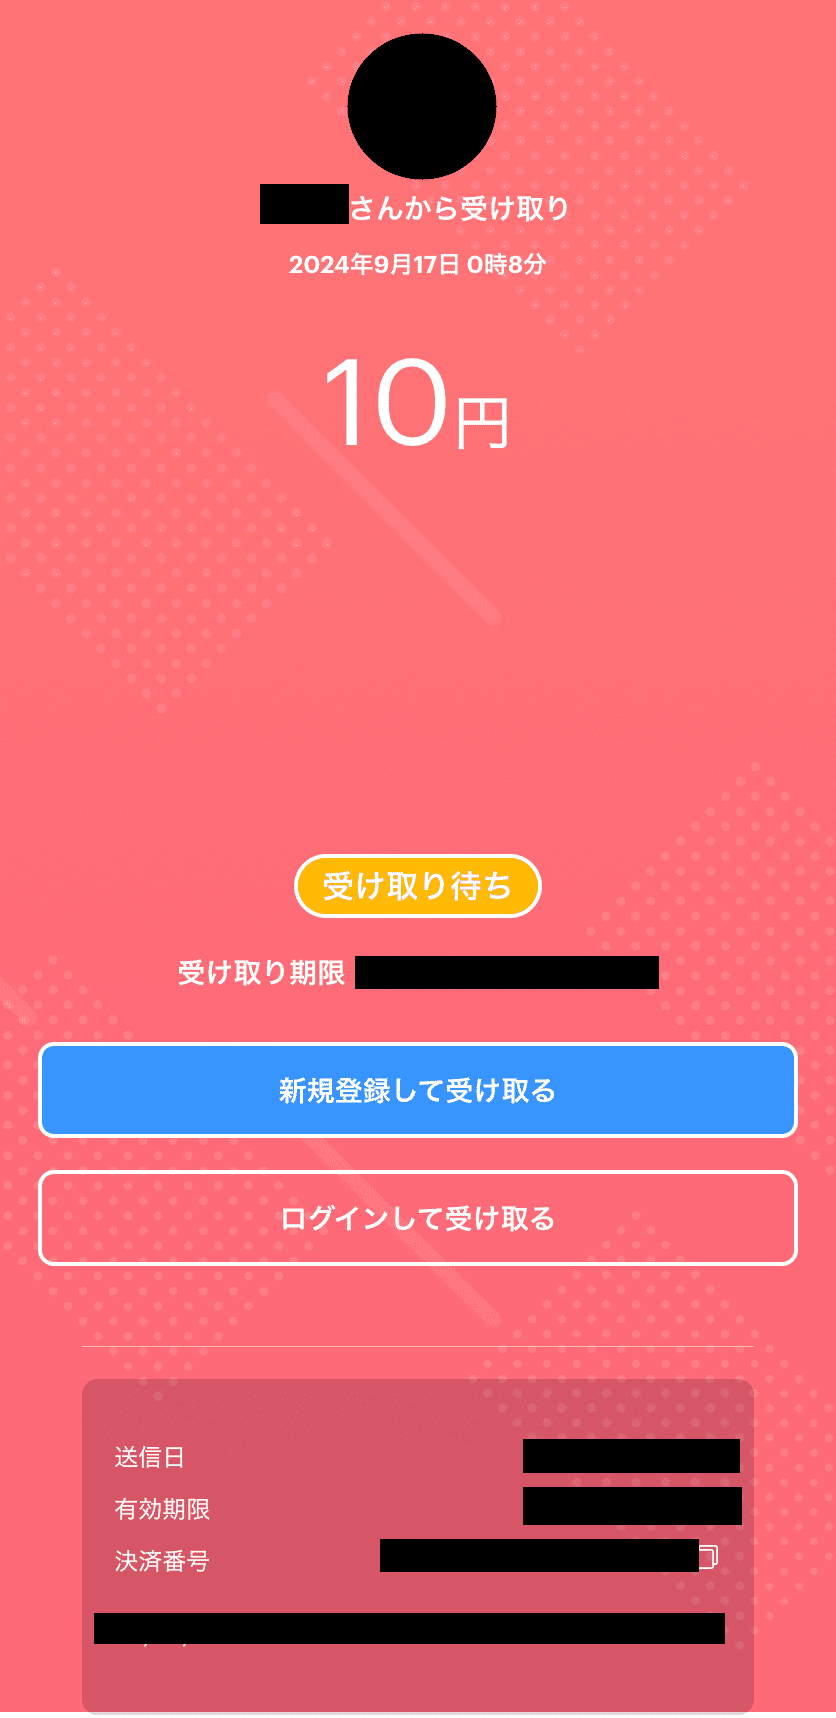 さんから受け取り
2024年9月17日 0時8分
10円
受け取り待ち
受け取り期限
新規登録して受け取る
ログインして受け取る
送信日
有効期限
決済番号